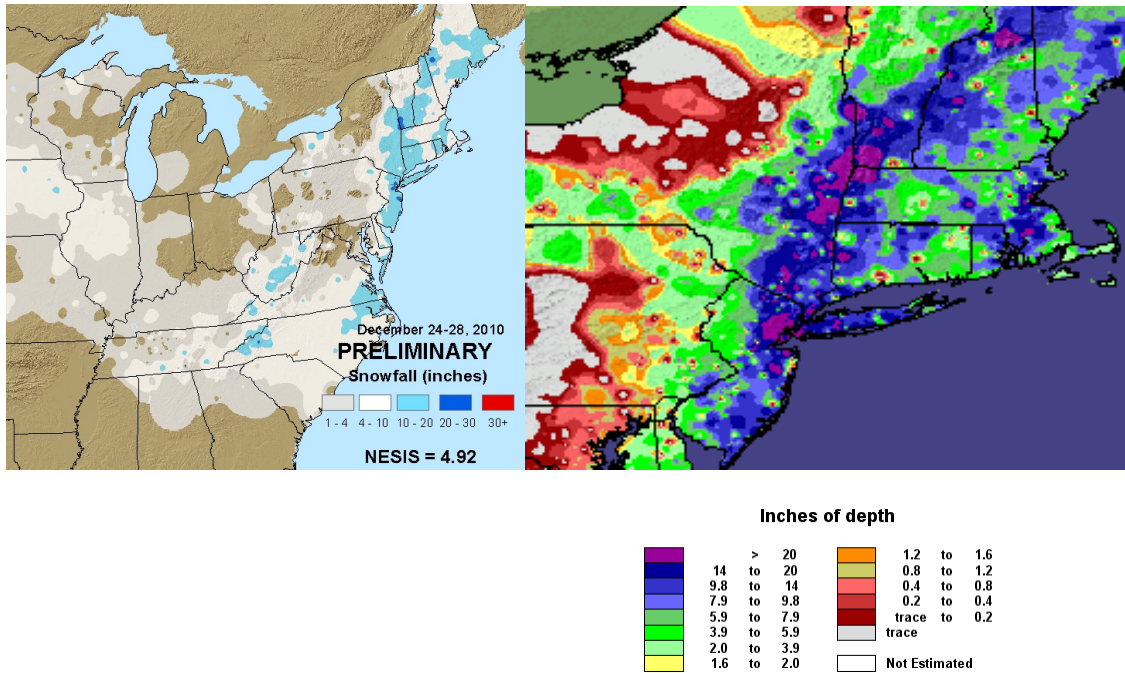 December 24-28, 2010
PRELIMINARY
Snowfall (inches)
1 - 4 4 - 10 10 - 20 20 - 30 30+
NESIS = 4.92
Inches of depth
> 20 1.2 to 1.6
14 to 20 0.8 to 1.2
9.8 to 14 0.4 to 0.8
7.9 to 9.8 0.2 to 0.4
5.9 to 7.9 trace to 0.2
3.9 to 5.9 trace
2.0 to 3.9
1.6 to 2.0 Not Estimated